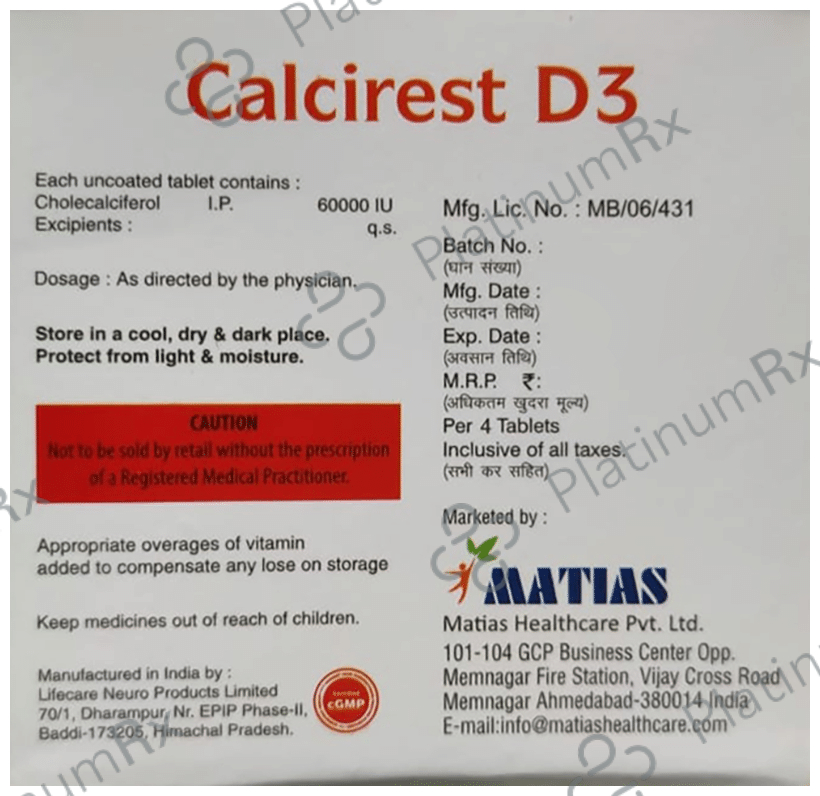 Calcirest D3
Each uncoated tablet contains :
Cholecalciferol I.P. 60000 IU
Excipients : q.s.
Dosage : As directed by the physician.
Store in a cool, dry & dark place.
Protect from light & moisture.
CAUTION
Not to be sold by retail without the prescription
of a Registered Medical Practitioner.
Appropriate overages of vitamin
added to compensate any lose on storage
Keep medicines out of reach of children.
Manufactured in India by :
Lifecare Neuro Products Limited
70/1, Dharampur, Nr. EPIP Phase-II,
Baddi-173205, Himachal Pradesh.
cGMP
Mfg. Lic. No. : MB/06/431
Batch No. :
(घान संख्या)
Mfg. Date :
(उत्पादन तिथि)
Exp. Date :
(अवसान तिथि)
M.R.P. ₹:
(अधिकतम खुदरा मूल्य)
Per 4 Tablets
Inclusive of all taxes.
(सभी कर सहित)
Marketed by :
MATIAS
Matias Healthcare Pvt. Ltd.
101-104 GCP Business Center Opp.
Memnagar Fire Station, Vijay Cross Road
Memnagar Ahmedabad-380014 India
E-mail:info@matiashealthcare.com
PlatinumRx
PlatinumRx